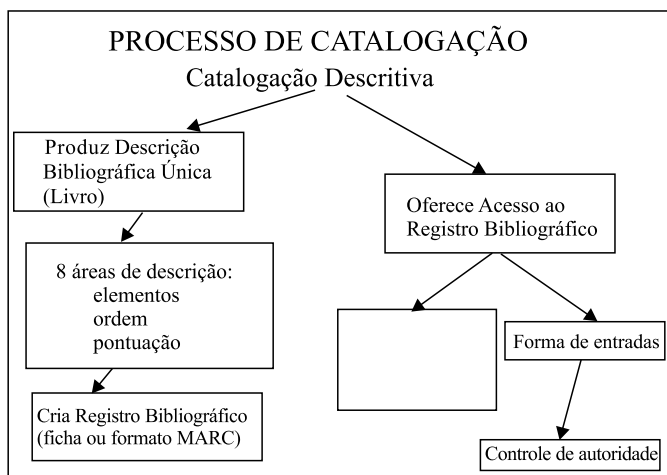 PROCESSO DE CATALOGAÇÃO
Catalogação Descritiva
Produz Descrição
Bibliográfica Única
(Livro)
Oferece Acesso ao
Registro Bibliográfico
8 áreas de descrição:
elementos
ordem
pontuação
Forma de entradas
Cria Registro Bibliográfico
(ficha ou formato MARC)
Controle de autoridade